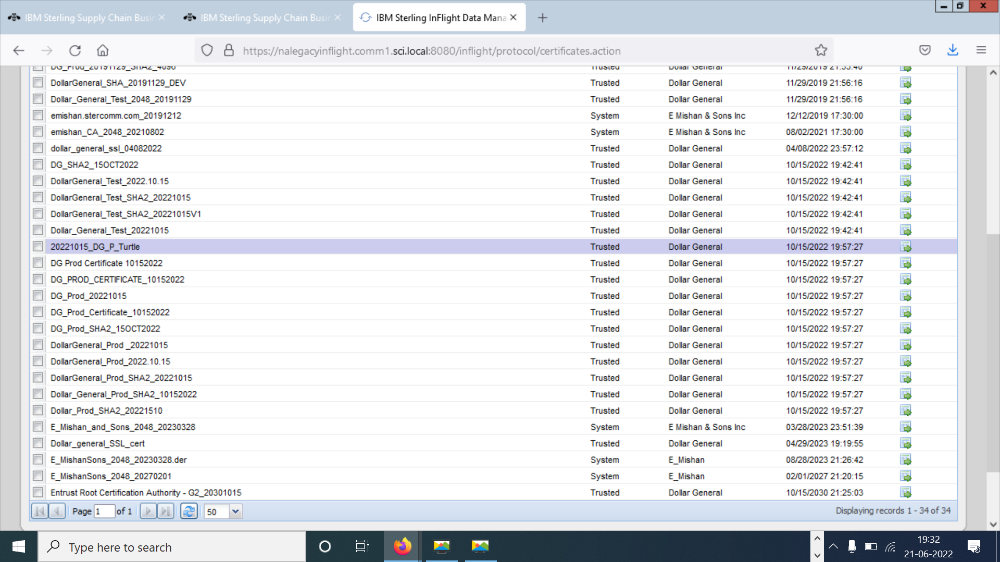 IBM Sterling Supply Chain Busin
IBM Sterling Supply Chain Busin
IBM Sterling InFlight Data Mana
https://nalegacyinflight.comm1.sci.local:8080/inflight/protocol/certificates.action
DG_Prod_20191129_SHA2_4096 Trusted Dollar General
DollarGeneral_SHA_20191129_DEV Trusted Dollar General 11/29/2019 21:56:16
Dollar_General_Test_2048_20191129 Trusted Dollar General 11/29/2019 21:56:16
emishan.stercomm.com_20191212 System E Mishan & Sons Inc 12/12/2019 17:30:00
emishan_CA_2048_20210802 System E Mishan & Sons Inc 08/02/2021 17:30:00
dollar_general_ssl_04082022 Trusted Dollar General 04/08/2022 23:57:12
DG_SHA2_15OCT2022 Trusted Dollar General 10/15/2022 19:42:41
DollarGeneral_Test_2022.10.15 Trusted Dollar General 10/15/2022 19:42:41
DollarGeneral_Test_SHA2_20221015 Trusted Dollar General 10/15/2022 19:42:41
DollarGeneral_Test_SHA2_20221015V1 Trusted Dollar General 10/15/2022 19:42:41
Dollar_General_Test_20221015 Trusted Dollar General 10/15/2022 19:42:41
20221015_DG_P_Turtle Trusted Dollar General 10/15/2022 19:57:27
DG Prod Certificate 10152022 Trusted Dollar General 10/15/2022 19:57:27
DG_PROD_CERTIFICATE_10152022 Trusted Dollar General 10/15/2022 19:57:27
DG_Prod_20221015 Trusted Dollar General 10/15/2022 19:57:27
DG_Prod_Certificate_10152022 Trusted Dollar General 10/15/2022 19:57:27
DG_Prod_SHA2_15OCT2022 Trusted Dollar General 10/15/2022 19:57:27
DollarGeneral_Prod _20221015 Trusted Dollar General 10/15/2022 19:57:27
DollarGeneral_Prod_2022.10.15 Trusted Dollar General 10/15/2022 19:57:27
DollarGeneral_Prod_SHA2_20221015 Trusted Dollar General 10/15/2022 19:57:27
Dollar_General_Prod_SHA2_10152022 Trusted Dollar General 10/15/2022 19:57:27
Dollar_Prod_SHA2_20221510 Trusted Dollar General 10/15/2022 19:57:27
E_Mishan_and_Sons_2048_20230328 System E Mishan & Sons Inc 03/28/2023 23:51:39
Dollar_general_SSL_cert Trusted Dollar General 04/29/2023 19:19:55
E_MishanSons_2048_20230328.der System E_Mishan 08/28/2023 21:26:42
E_MishanSons_2048_20270201 System E_Mishan 02/01/2027 21:20:15
Entrust Root Certification Authority - G2_20301015 Trusted Dollar General 10/15/2030 21:25:03
Page 1 of 1 50 Displaying records 1 - 34 of 34
Type here to search
19:32
21-06-2022